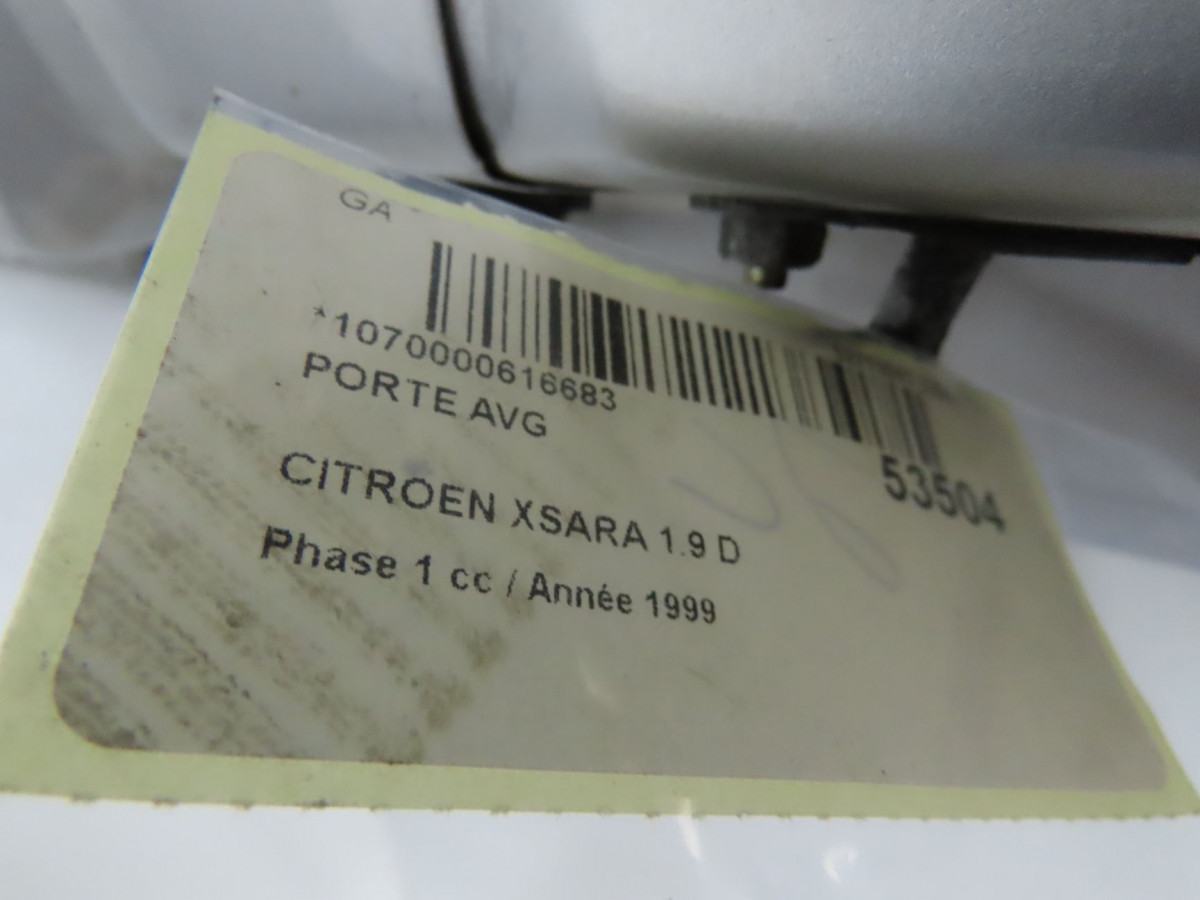 GA
*1070000616683
PORTE AVG
53504
CITROEN XSARA 1.9 D
Phase 1 cc / Année 1999